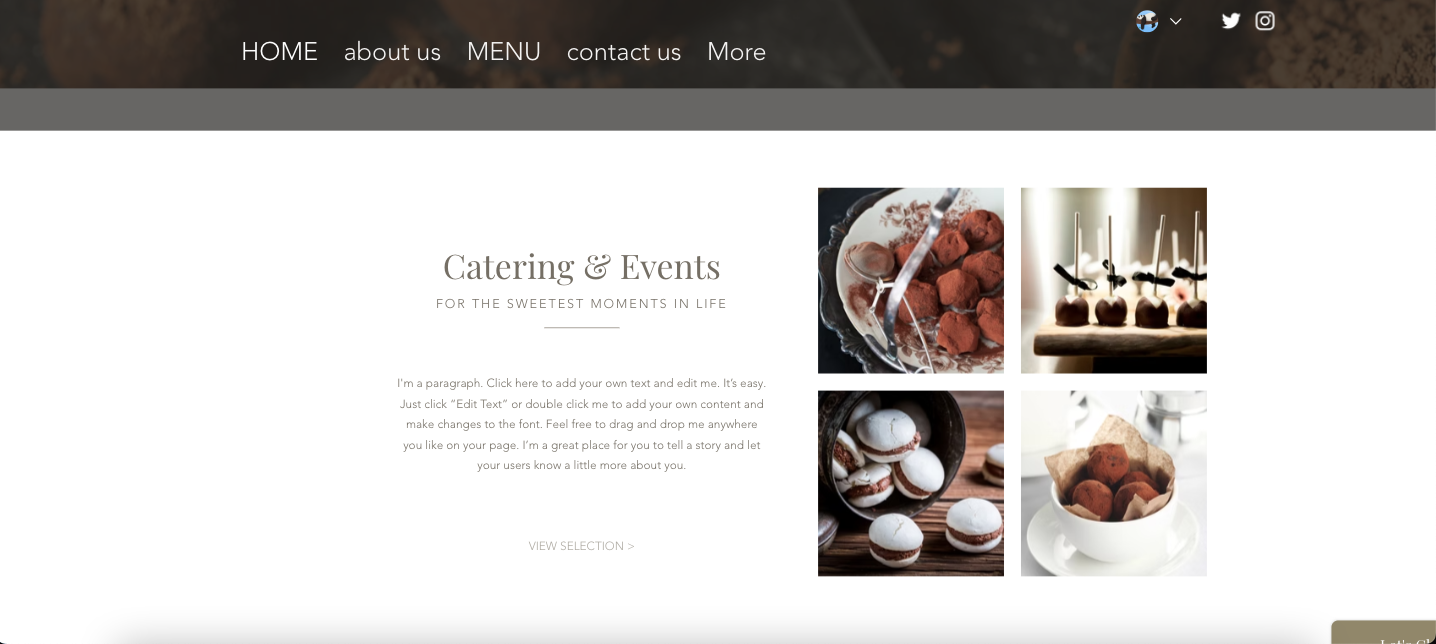 HOME about us MENU contact us More
Catering & Events
FOR THE SWEETEST MOMENTS IN LIFE
I'm a paragraph. Click here to add your own text and edit me. It’s easy.
Just click “Edit Text” or double click me to add your own content and
make changes to the font. Feel free to drag and drop me anywhere
you like on your page. I’m a great place for you to tell a story and let
your users know a little more about you.
VIEW SELECTION >
Let's